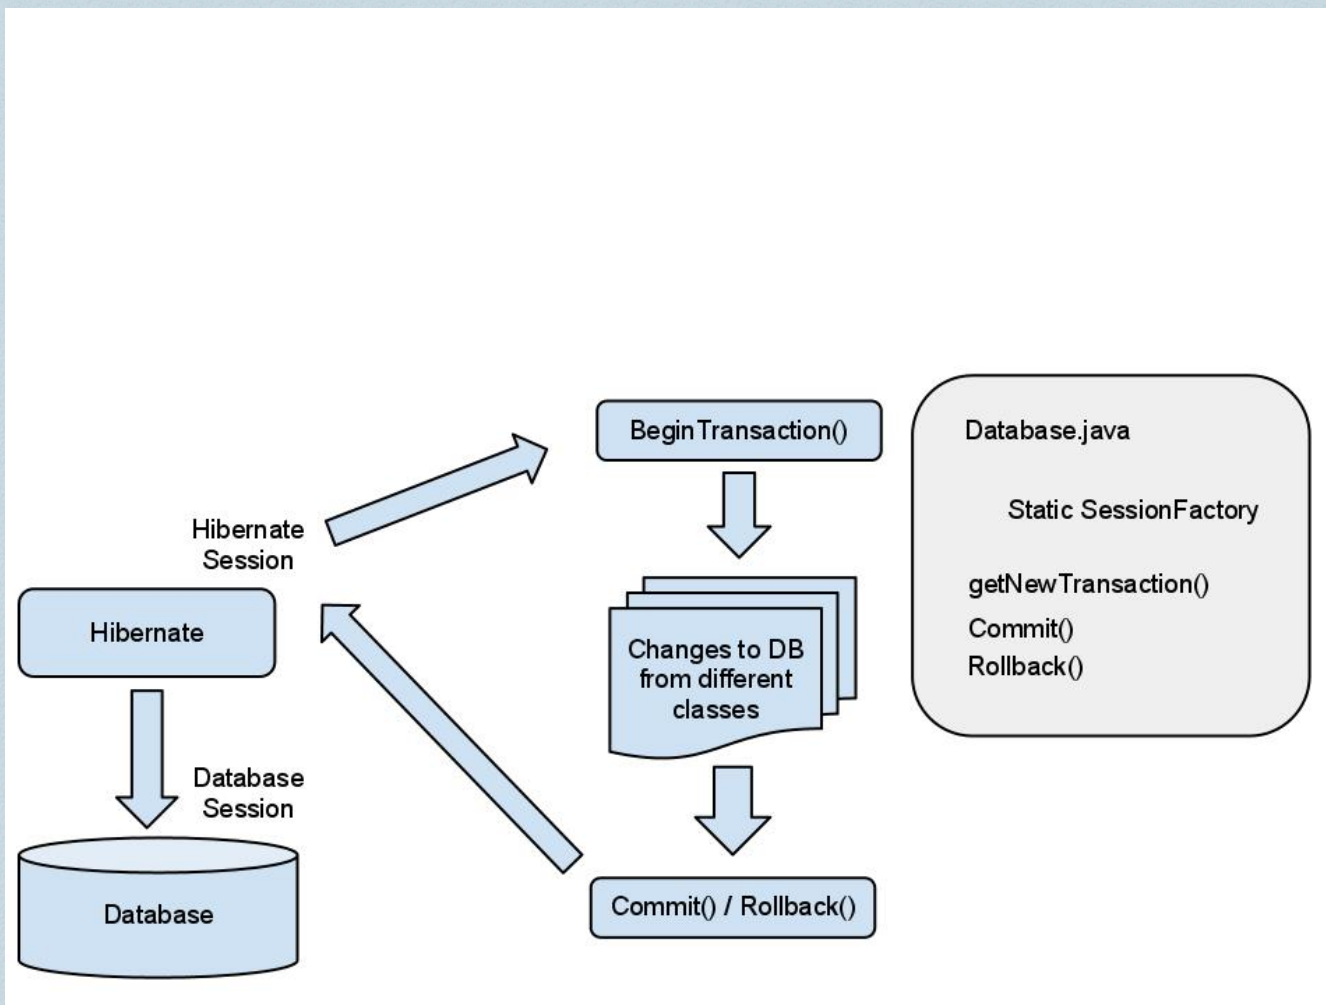 BeginTransaction()
Database.java
Static SessionFactory
Hibernate
Session
getNewTransaction()
Commit()
Rollback()
Hibernate
Changes to DB
from different
classes
Database
Session
Database
Commit() / Rollback()